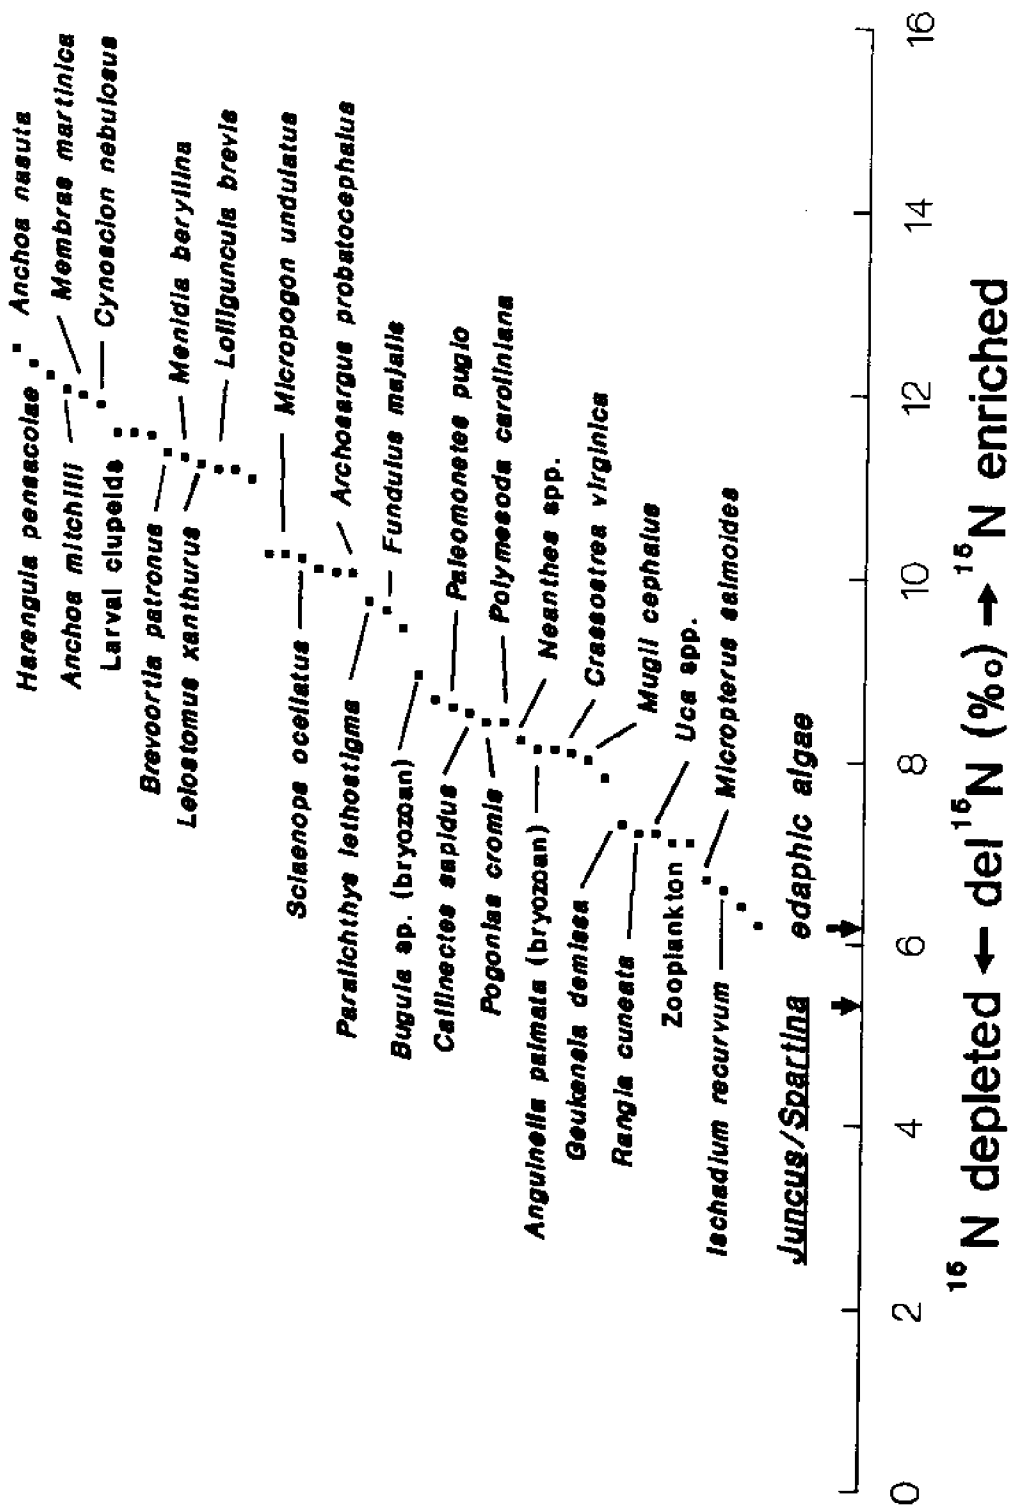 Harengula pensacolae
Anchoa nasuta
Anchoa mitchilli
Membras martinica
Larval clupeids
Cynoscion nebulosus
Brevoortia patronus
Menidia beryllina
Leiostomus xanthurus
Lolliguncula brevis
Sciaenops ocellatus
Micropogon undulatus
Archosargus probatocephalus
Paralichthys lethostigma
Fundulus majalis
Bugula sp. (bryozoan)
Callinectes sapidus
Paleomonetes pugio
Pogonias cromis
Polymesoda caroliniana
Anguinella palmata (bryozoan)
Neanthes spp.
Geukensia demissa
Crassostrea virginica
Rangia cuneata
Mugil cephalus
Zooplankton
Uca spp.
Ischadium recurvum
Micropterus salmoides
Juncus/Spartina
edaphic algae
0 2 4 6 8 10 12 14 16
¹⁵N depleted ← del ¹⁵N (‰) → ¹⁵N enriched